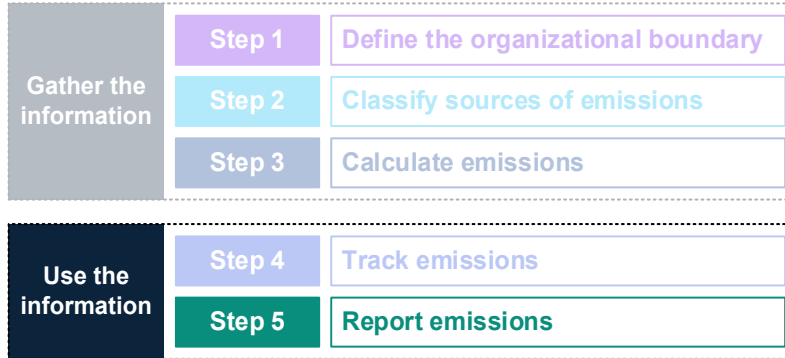 Gather the
information
Step 1
Define the organizational boundary
Step 2
Classify sources of emissions
Step 3
Calculate emissions
Use the
information
Step 4
Track emissions
Step 5
Report emissions